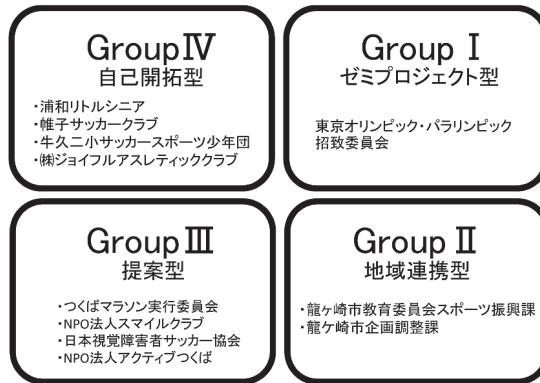 GroupⅣ
自己開拓型
・浦和リトルシニア
・帷子サッカークラブ
・牛久二小サッカースポーツ少年団
・㈱ジョイフルアスレティッククラブ
Group Ⅰ
ゼミプロジェクト型
東京オリンピック・パラリンピック
招致委員会
GroupⅢ
提案型
・つくばマラソン実行委員会
・NPO法人スマイルクラブ
・日本視覚障害者サッカー協会
・NPO法人アクティブつくば
Group Ⅱ
地域連携型
・龍ヶ崎市教育委員会スポーツ振興課
・龍ケ崎市企画調整課